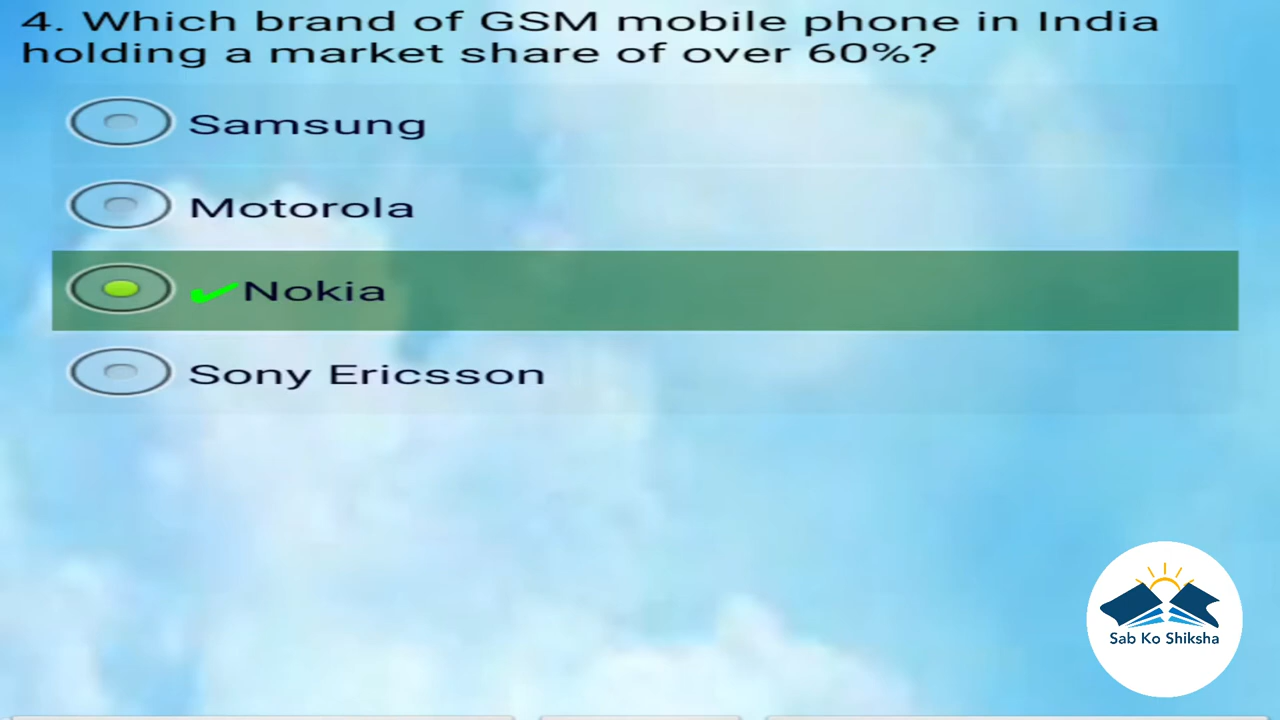 4. Which brand of GSM mobile phone in India
holding a market share of over 60%?
Samsung
Motorola
✔Nokia
Sony Ericsson
Sab Ko Shiksha